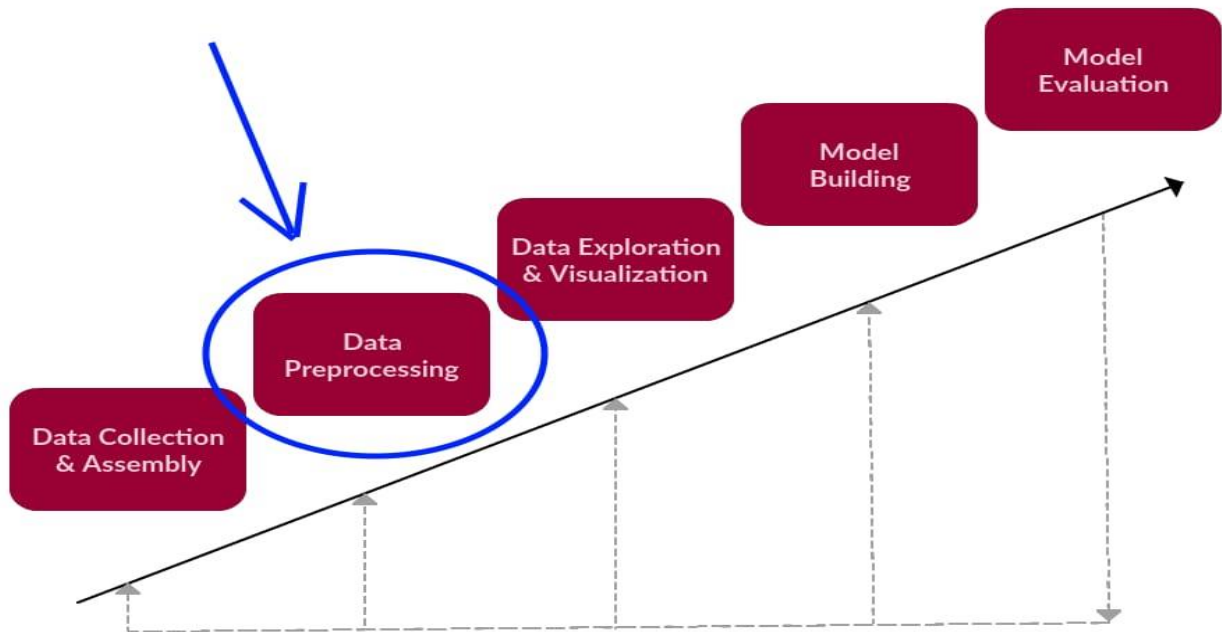 Data Collection
& Assembly
Data
Preprocessing
Data Exploration
& Visualization
Model
Building
Model
Evaluation